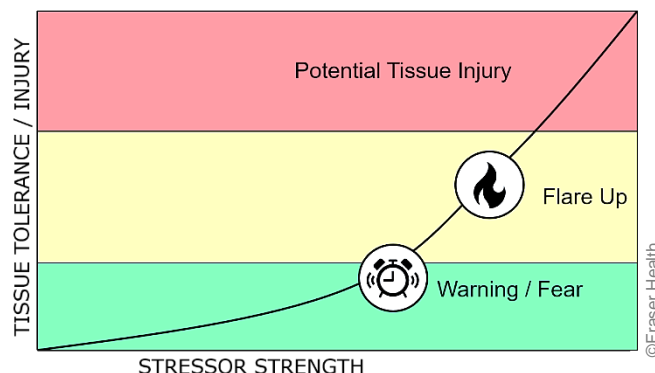 TISSUE TOLERANCE / INJURY
Potential Tissue Injury
Flare Up
Warning / Fear
©Fraser Health
STRESSOR STRENGTH